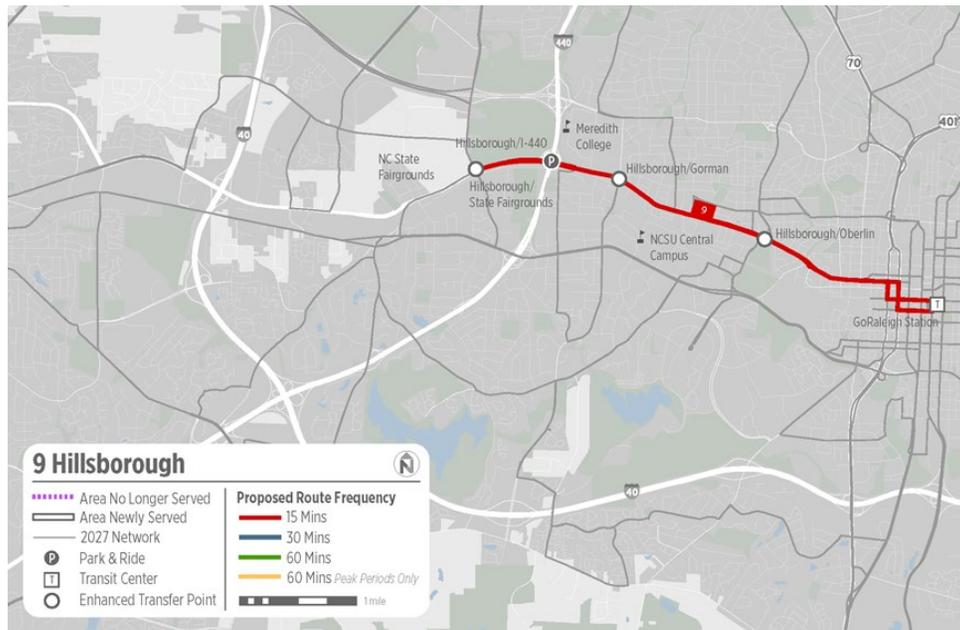 40
440
70
401
Hillsborough/I-440
P
Meredith
College
NC State
Fairgrounds
Hillsborough/
State Fairgrounds
Hillsborough/Gorman
9
NCSU Central
Campus
Hillsborough/Oberlin
T
GoRaleigh Station
40
9 Hillsborough
N
Area No Longer Served
Area Newly Served
2027 Network
P Park & Ride
T Transit Center
Enhanced Transfer Point
Proposed Route Frequency
15 Mins
30 Mins
60 Mins
60 Mins Peak Periods Only
1 mile